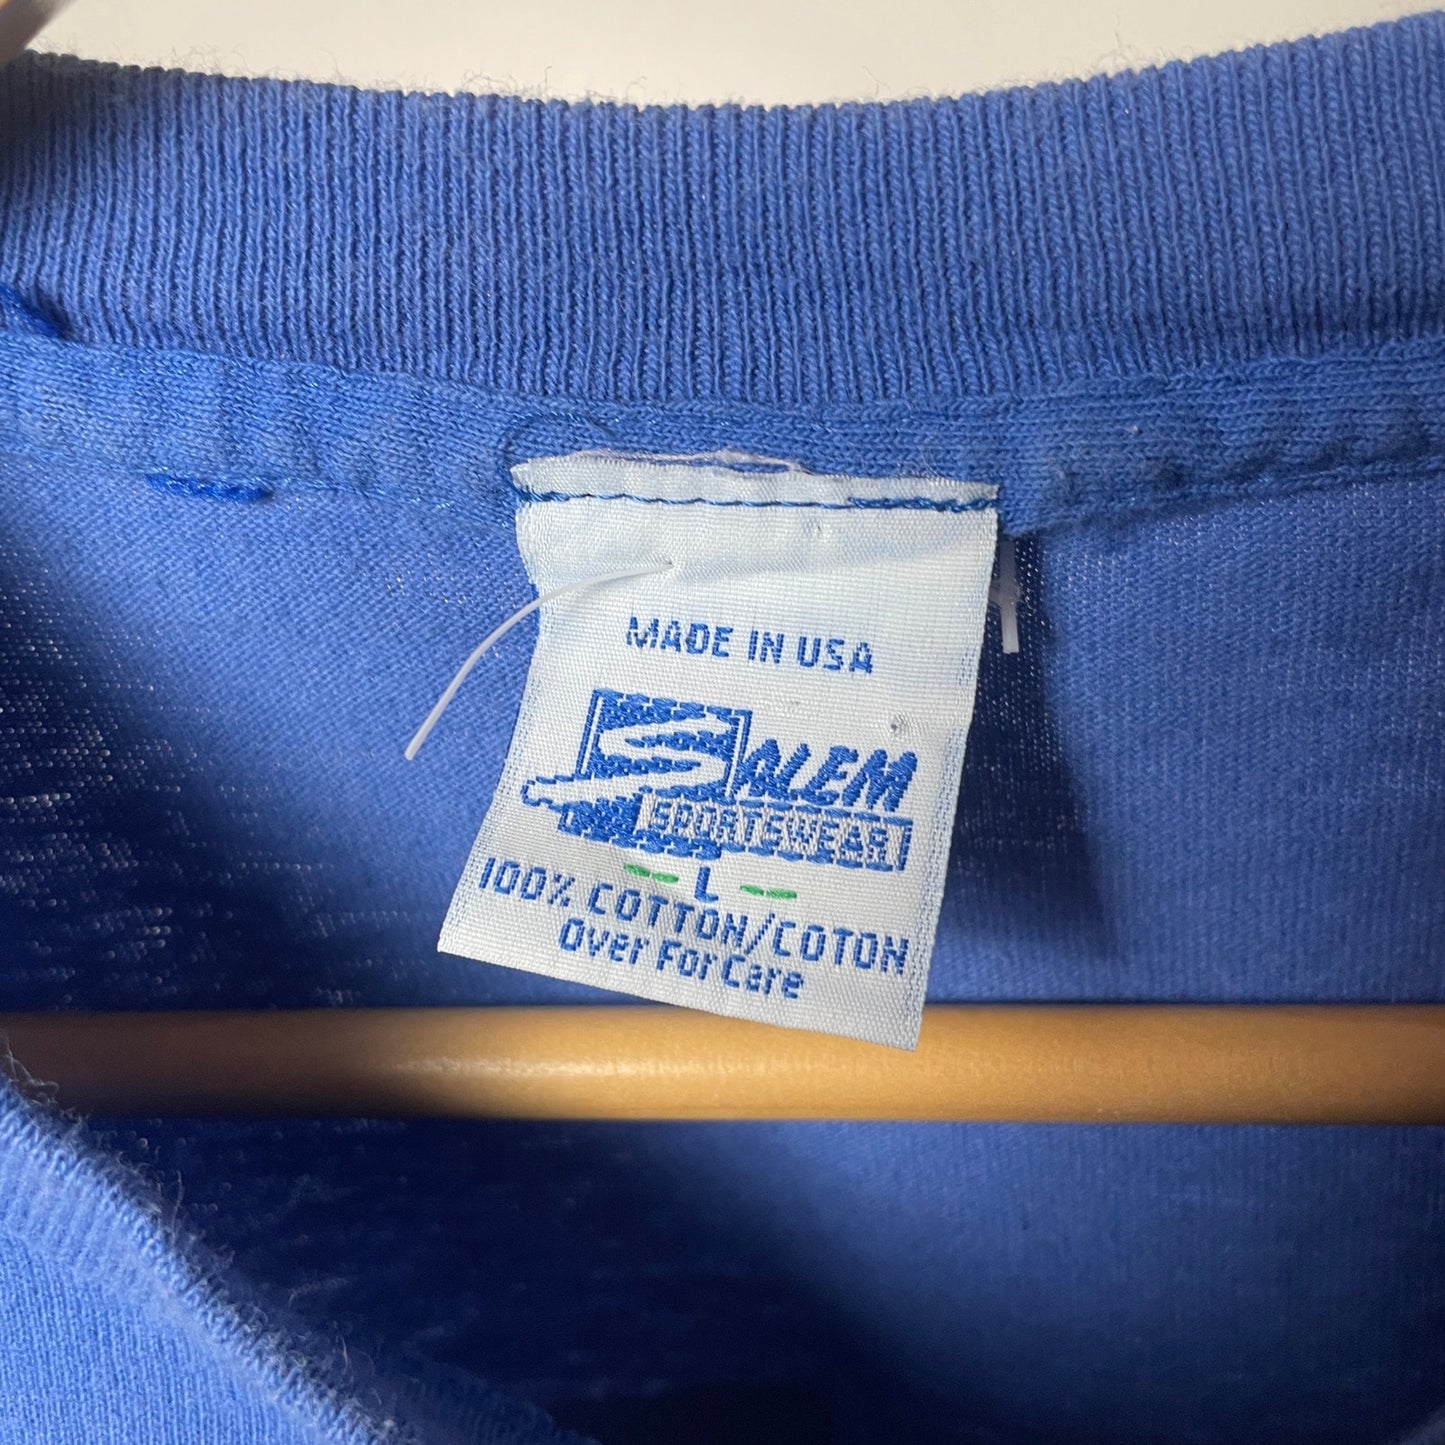 MADE IN USA
SALEM
SPORTSWEAR
L
100% COTTON/COTON
Over For Care